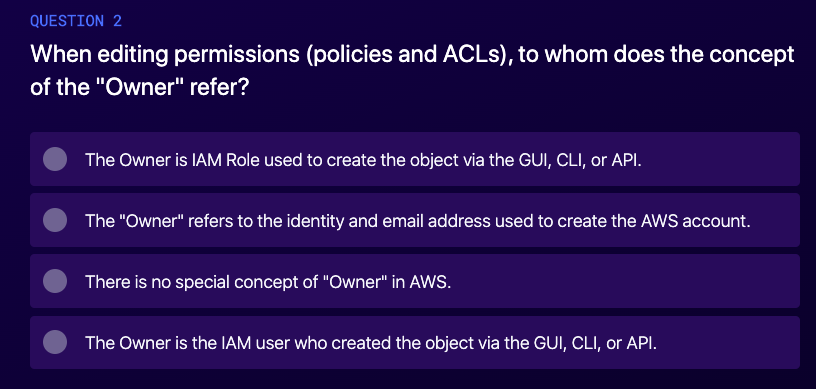 QUESTION 2
When editing permissions (policies and ACLs), to whom does the concept
of the "Owner" refer?
The Owner is IAM Role used to create the object via the GUI, CLI, or API.
The "Owner" refers to the identity and email address used to create the AWS account.
There is no special concept of "Owner" in AWS.
The Owner is the IAM user who created the object via the GUI, CLI, or API.